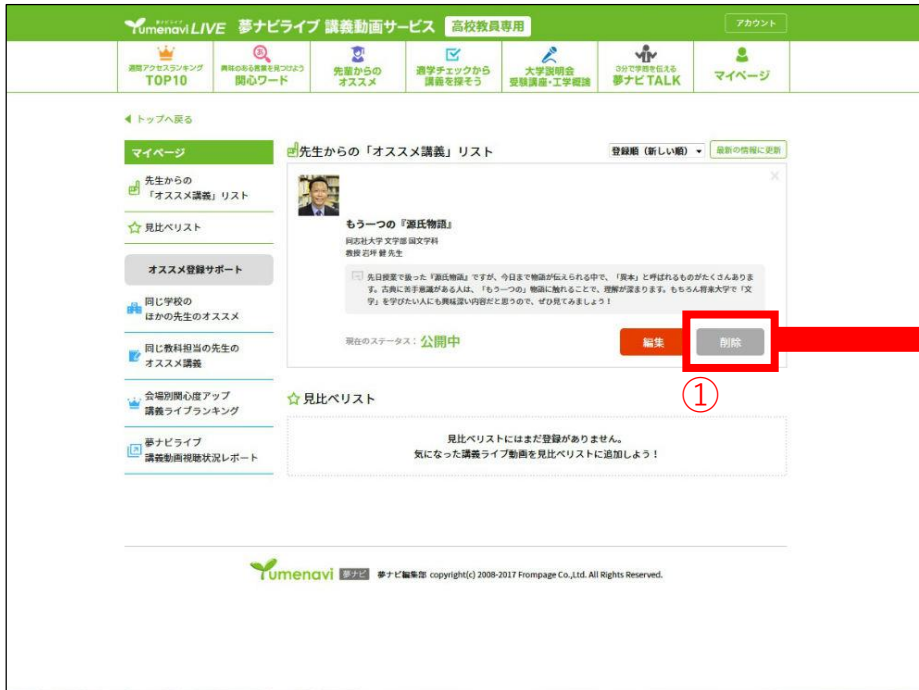 Yumenavi LIVE 夢ナビライブ 講義動画サービス 高校教員専用
アカウント
週間アクセスランキング
TOP10
興味のある授業を見つけよう
関心ワード
先輩からの
オススメ
適学チェックから
講義を探そう
大学説明会
受験講座・工学概論
3分で学問を伝える
夢ナビ TALK
マイページ
トップへ戻る
マイページ
先生からの
「オススメ講義」リスト
見比ベリスト
オススメ登録サポート
同じ学校の
ほかの先生のオススメ
同じ教科担当の先生の
オススメ講義
会場別関心度アップ
講義ライブランキング
夢ナビライブ
講義動画視聴状況レポート
先生からの「オススメ講義」リスト
登録順（新しい順）
最新の情報に更新
もう一つの『源氏物語』
同志社大学 文学部 国文学科
教授 岩坪 健 先生
先日授業で扱った『源氏物語』ですが、今日まで物語が伝えられる中で、「異本」と呼ばれるものがたくさんありま
す。古典に苦手意識がある人は、「もう一つの」物語に触れることで、理解が深まります。もちろん将来大学で「文
学」を学びたい人にも興味深い内容だと思うので、ぜひ見てみましょう！
現在のステータス：公開中
編集
削除
①
見比ベリスト
見比ベリストにはまだ登録がありません。
気になった講義ライブ動画を見比ベリストに追加しよう！
Yumenavi 夢ナビ 夢ナビ編集部 copyright(c) 2008-2017 Frompage Co.,Ltd. All Rights Reserved.